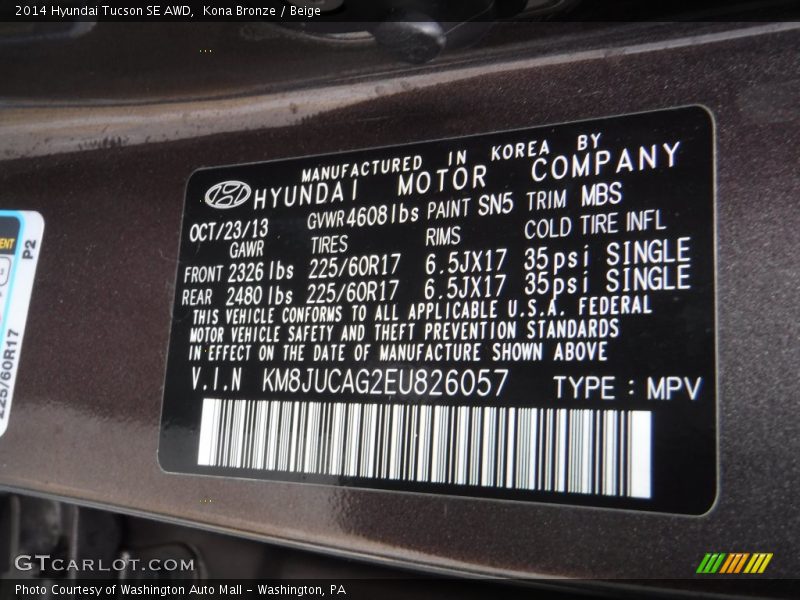 2014 Hyundai Tucson SE AWD, Kona Bronze / Beige
MANUFACTURED IN KOREA BY
HYUNDAI MOTOR COMPANY
OCT/23/13 GVWR 4608lbs PAINT SN5 TRIM MBS
GAWR TIRES RIMS COLD TIRE INFL
FRONT 2326 lbs 225/60R17 6.5JX17 35psi SINGLE
REAR 2480 lbs 225/60R17 6.5JX17 35psi SINGLE
THIS VEHICLE CONFORMS TO ALL APPLICABLE U.S.A. FEDERAL
MOTOR VEHICLE SAFETY AND THEFT PREVENTION STANDARDS
IN EFFECT ON THE DATE OF MANUFACTURE SHOWN ABOVE
V.I.N KM8JUCAG2EU826057 TYPE : MPV
P2
225/60R17
GTCARLOT.COM
Photo Courtesy of Washington Auto Mall - Washington, PA